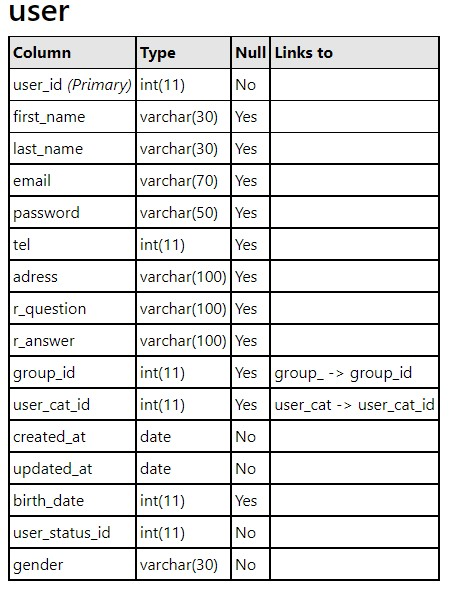 user
Column Type Null Links to
user_id (Primary) int(11) No
first_name varchar(30) Yes
last_name varchar(30) Yes
email varchar(70) Yes
password varchar(50) Yes
tel int(11) Yes
adress varchar(100) Yes
r_question varchar(100) Yes
r_answer varchar(100) Yes
group_id int(11) Yes group_ -> group_id
user_cat_id int(11) Yes user_cat -> user_cat_id
created_at date No
updated_at date No
birth_date int(11) Yes
user_status_id int(11) No
gender varchar(30) No